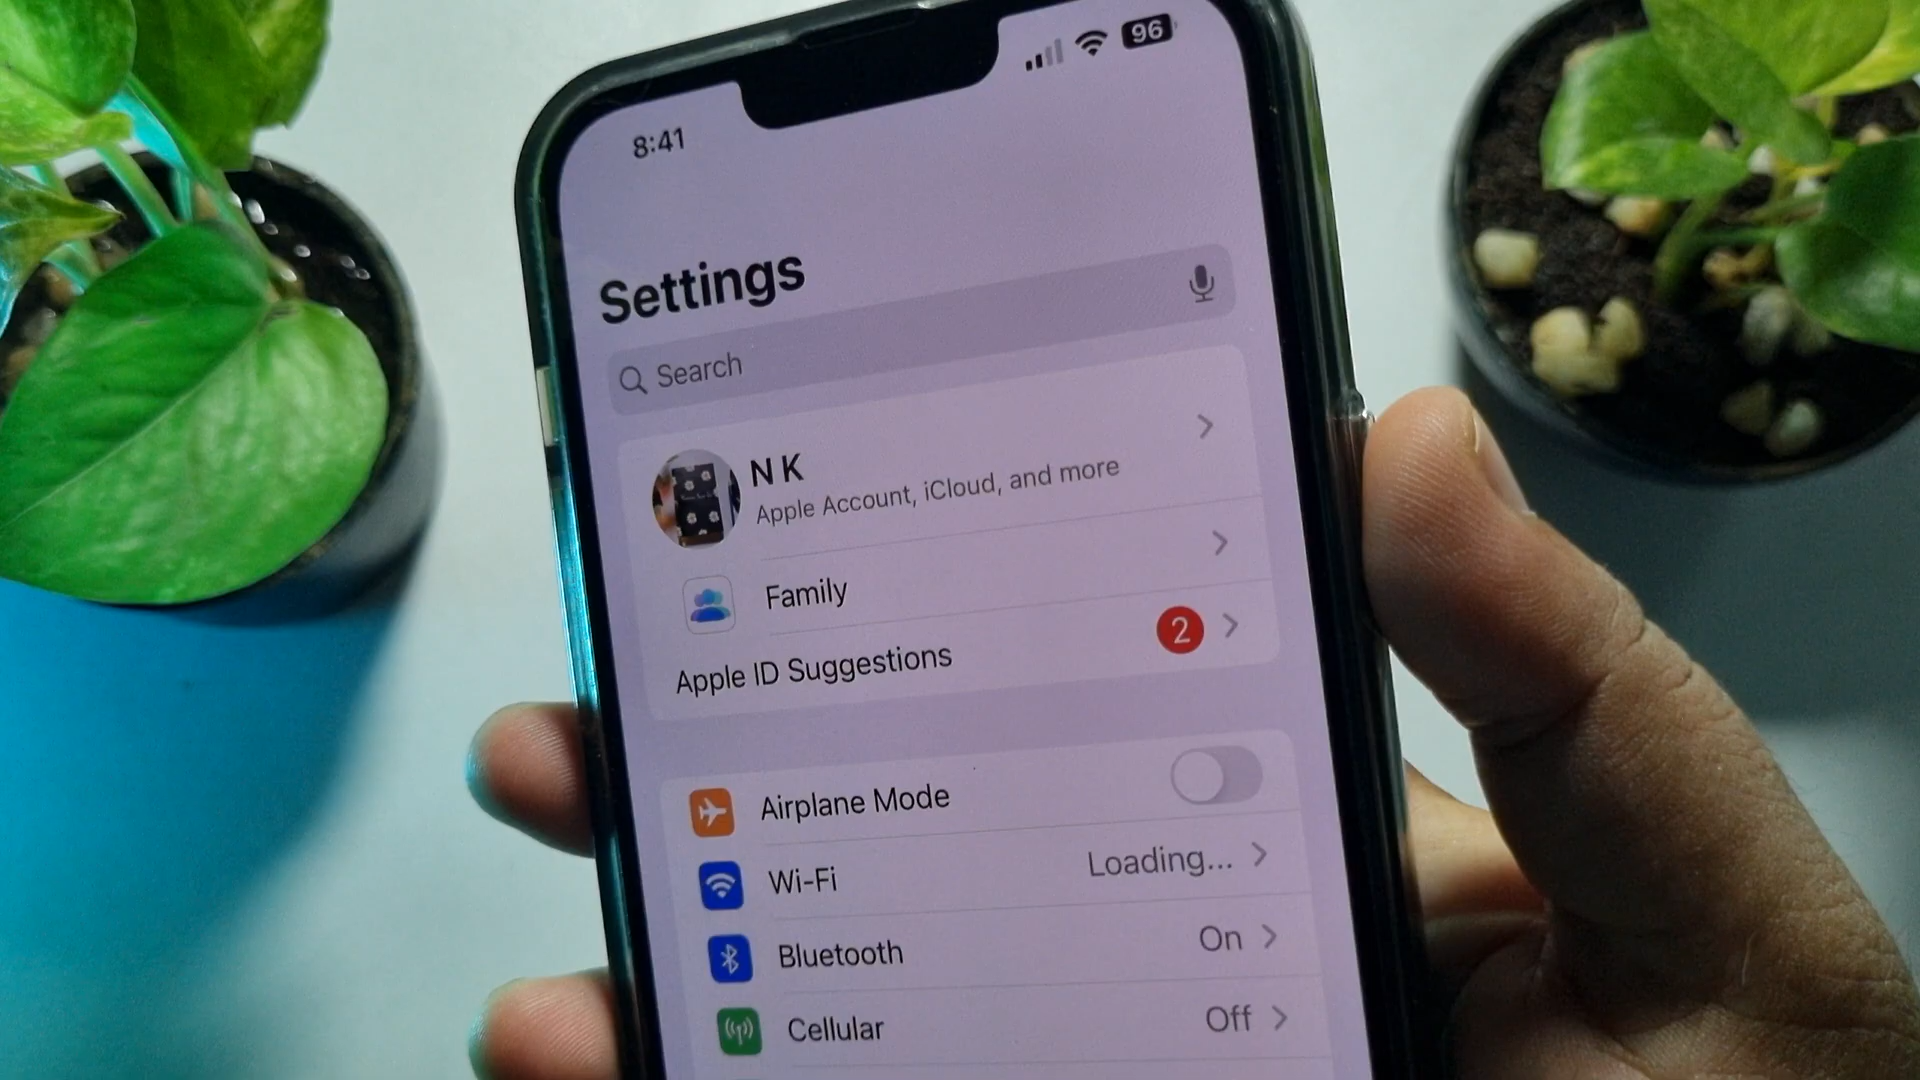 8:41
96
Settings
Search
N K
Apple Account, iCloud, and more
Family
Apple ID Suggestions 2
Airplane Mode
Wi-Fi Loading...
Bluetooth On
Cellular Off